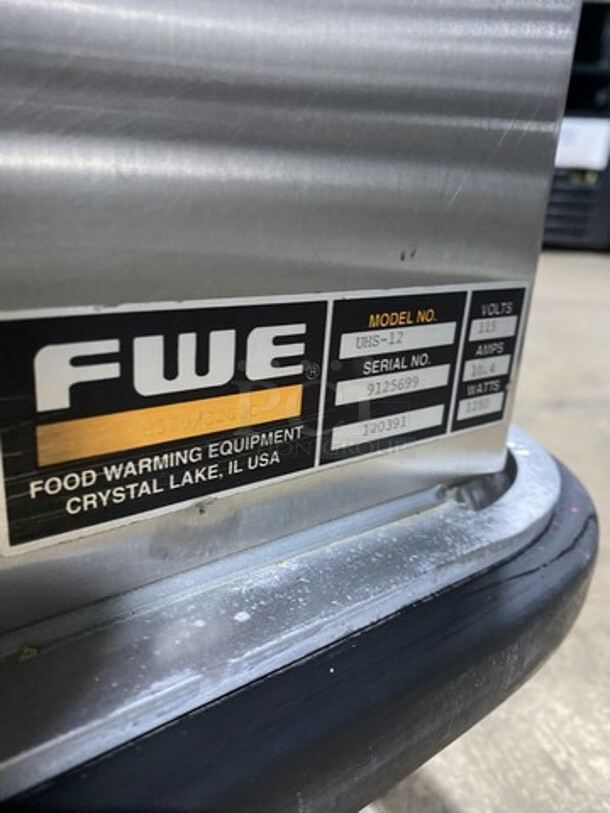 FWE®
FOOD WARMING EQUIPMENT
CRYSTAL LAKE, IL USA
MODEL NO.
UHS-12
SERIAL NO.
9125699
120391
VOLTS
115
AMPS
10.4
WATTS
1250